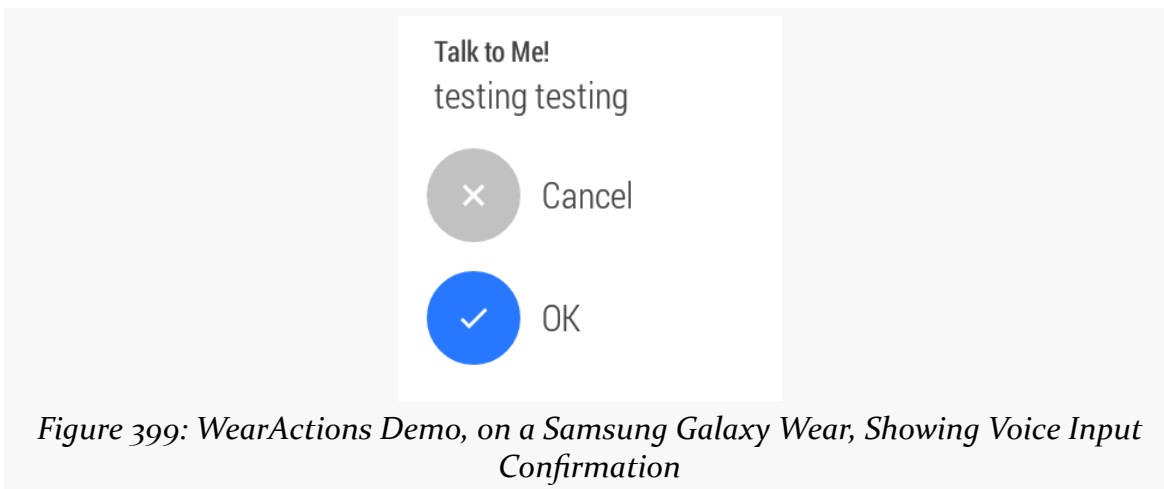 Talk to Me!
testing testing
Cancel
OK
Figure 399: WearActions Demo, on a Samsung Galaxy Wear, Showing Voice Input
Confirmation